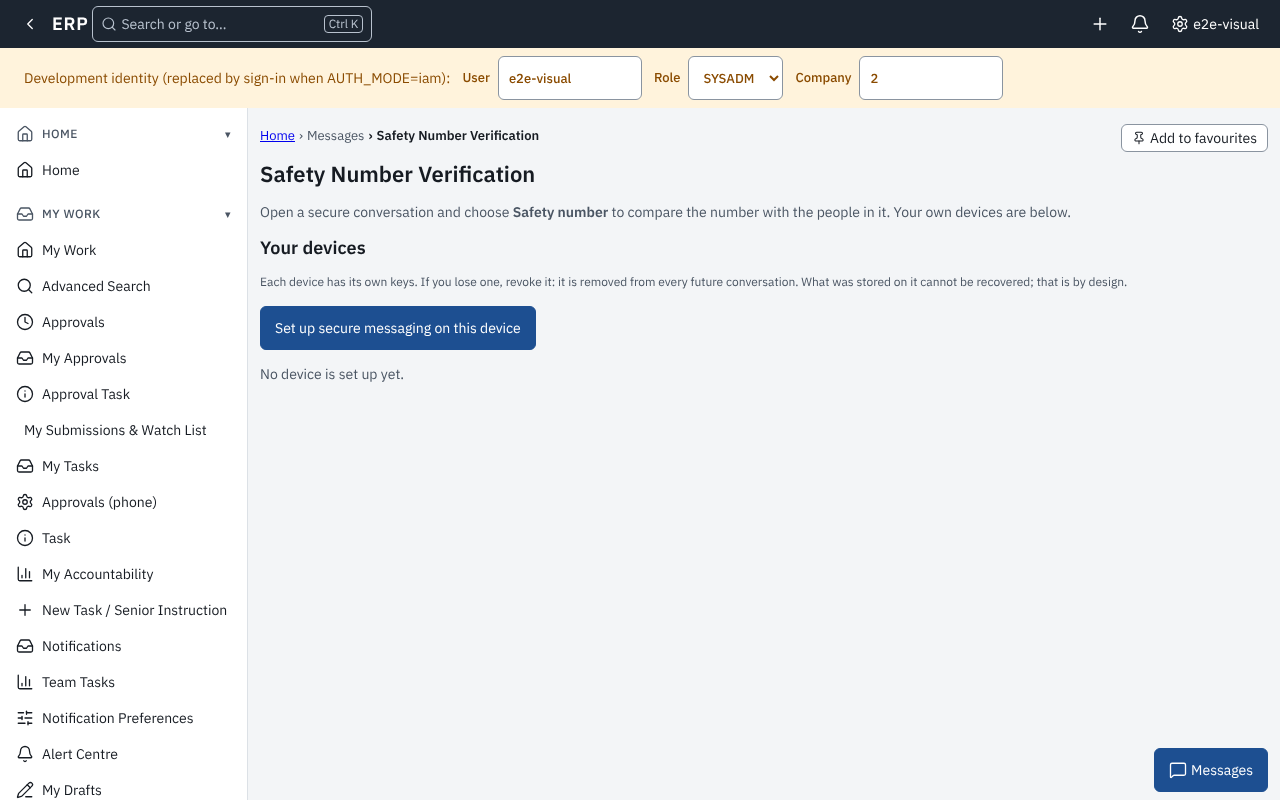 ERP
Search or go to...
Ctrl K
e2e-visual
Development identity (replaced by sign-in when AUTH_MODE=iam): User e2e-visual Role SYSADM Company 2
HOME
Home
MY WORK
My Work
Advanced Search
Approvals
My Approvals
Approval Task
My Submissions & Watch List
My Tasks
Approvals (phone)
Task
My Accountability
New Task / Senior Instruction
Notifications
Team Tasks
Notification Preferences
Alert Centre
My Drafts
Home › Messages › Safety Number Verification
Add to favourites
Safety Number Verification
Open a secure conversation and choose Safety number to compare the number with the people in it. Your own devices are below.
Your devices
Each device has its own keys. If you lose one, revoke it: it is removed from every future conversation. What was stored on it cannot be recovered; that is by design.
Set up secure messaging on this device
No device is set up yet.
Messages